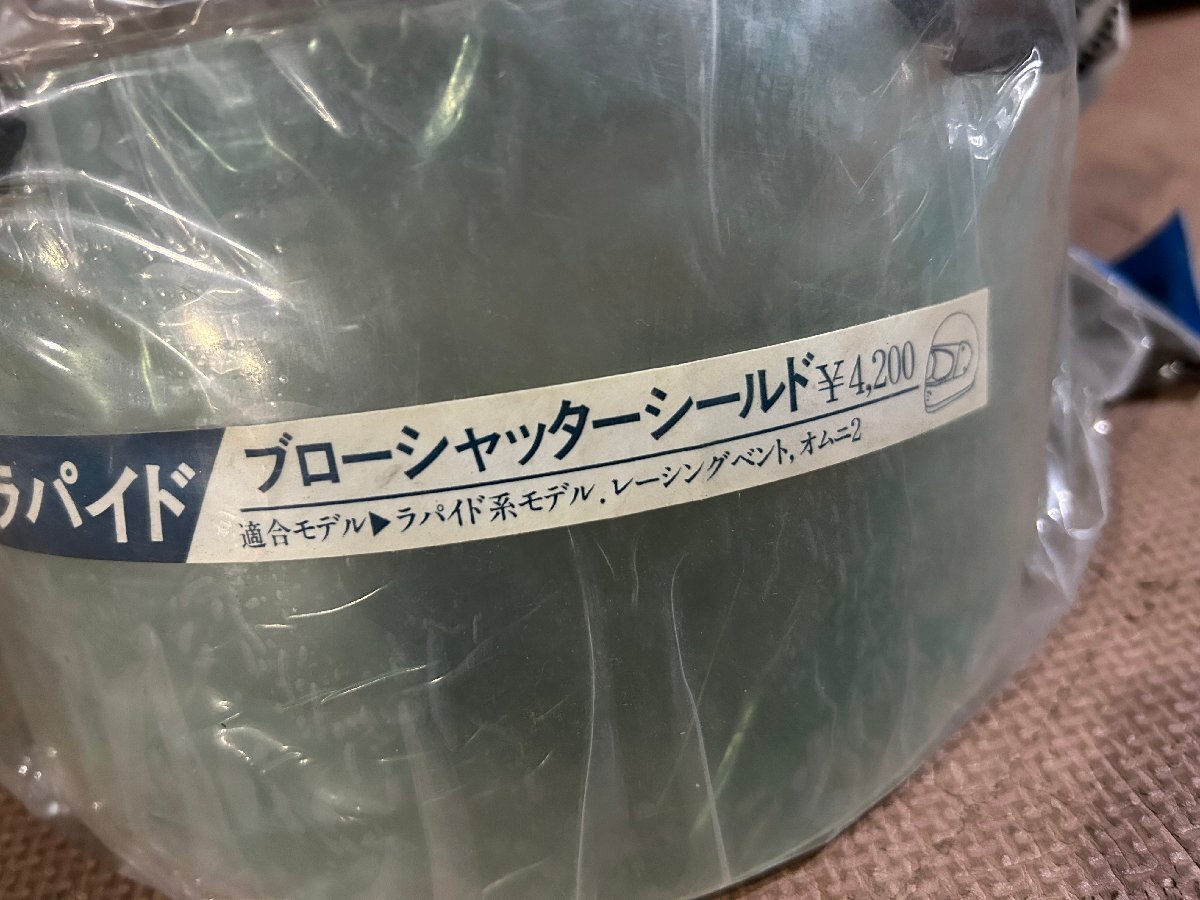 ラパイド
ブローシャッターシールド ¥4,200
適合モデル▶ラパイド系モデル.レーシングベント,オムニ2